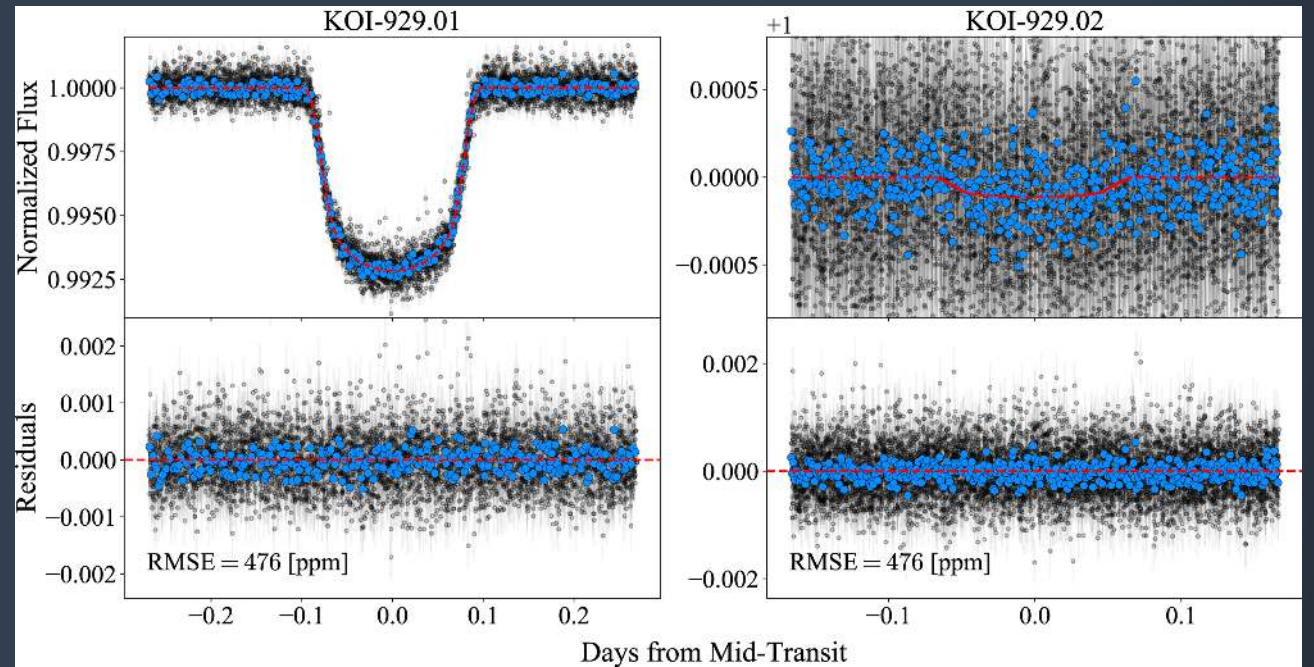 KOI-929.01
KOI-929.02
+1
Normalized Flux
1.0000
0.9975
0.9950
0.9925
0.0005
0.0000
−0.0005
Residuals
0.002
0.001
0.000
−0.001
−0.002
RMSE = 476 [ppm]
0.002
0.000
−0.002
RMSE = 476 [ppm]
−0.2 −0.1 0.0 0.1 0.2
−0.1 0.0 0.1
Days from Mid-Transit